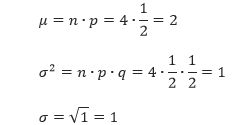 μ = n · p = 4 · 1/2 = 2
σ² = n · p · q = 4 · 1/2 · 1/2 = 1
σ = √1 = 1